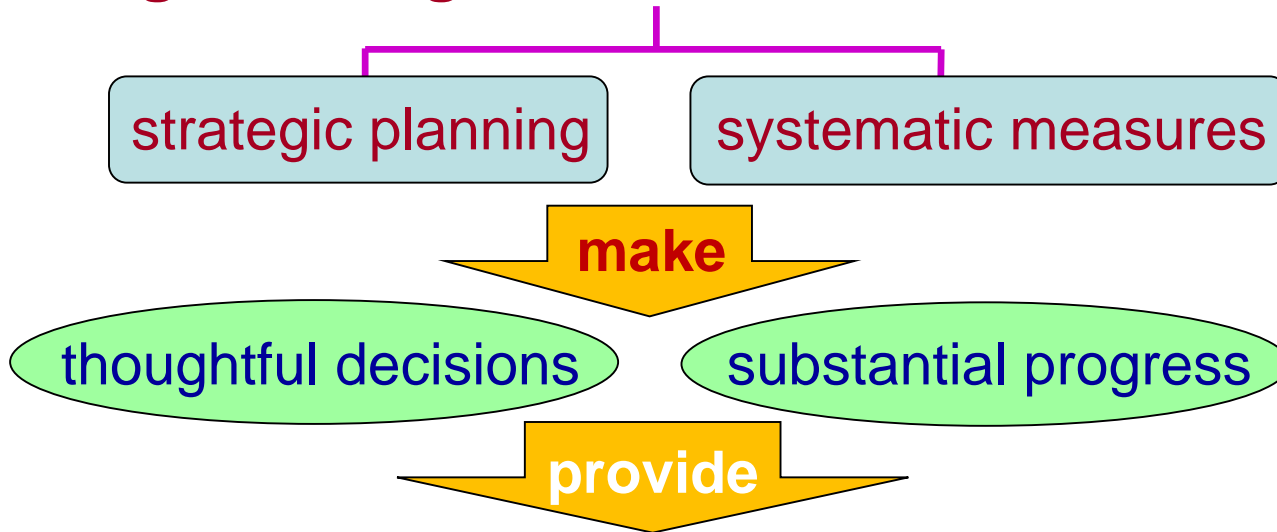 strategic planning
systematic measures
make
thoughtful decisions
substantial progress
provide